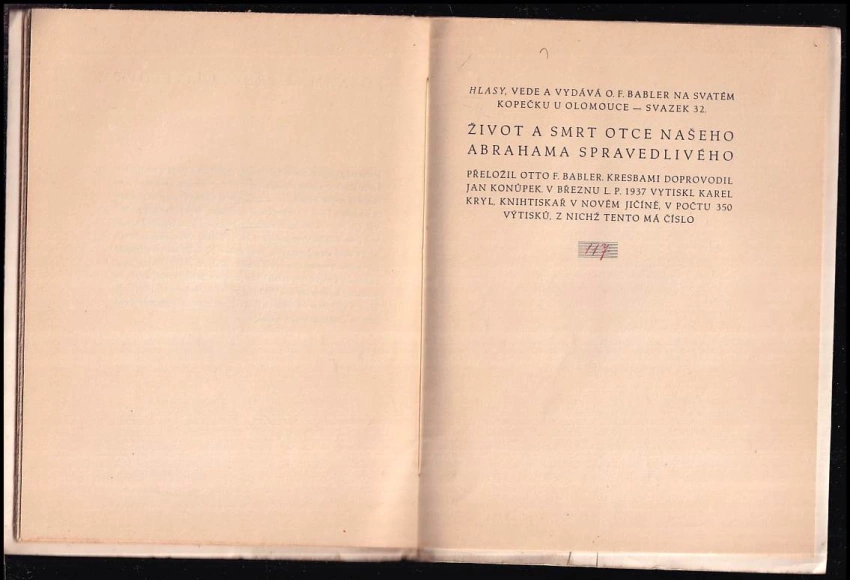 HLASY, VEDE A VYDÁVÁ O. F. BABLER NA SVATÉM
KOPEČKU U OLOMOUCE — SVAZEK 32.
ŽIVOT A SMRT OTCE NAŠEHO
ABRAHAMA SPRAVEDLIVÉHO
PŘELOŽIL OTTO F. BABLER. KRESBAMI DOPROVODIL
JAN KONŮPEK. V BŘEZNU L. P. 1937 VYTISKL KAREL
KRYL, KNIHTISKAŘ V NOVÉM JIČÍNĚ, V POČTU 350
VÝTISKŮ, Z NICHŽ TENTO MÁ ČÍSLO
117